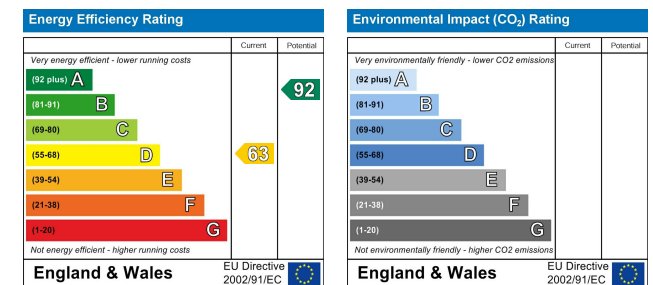 Energy Efficiency Rating
Current Potential
Very energy efficient - lower running costs
(92 plus) A
(81-91) B
(69-80) C
(55-68) D
(39-54) E
(21-38) F
(1-20) G
92
63
Not energy efficient - higher running costs
England & Wales
EU Directive
2002/91/EC
Environmental Impact (CO2) Rating
Current Potential
Very environmentally friendly - lower CO2 emissions
(92 plus) A
(81-91) B
(69-80) C
(55-68) D
(39-54) E
(21-38) F
(1-20) G
Not environmentally friendly - higher CO2 emissions
England & Wales
EU Directive
2002/91/EC